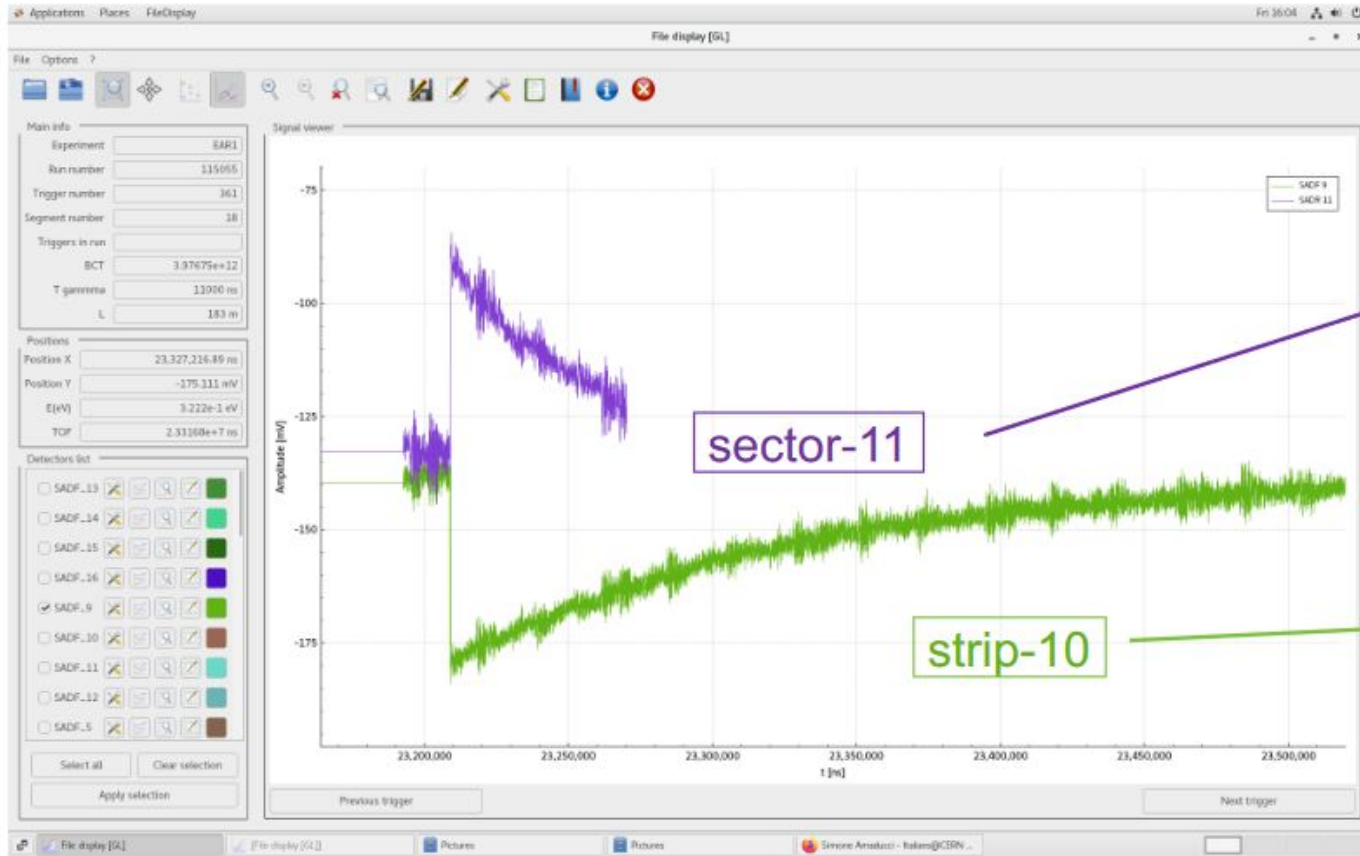 Applications Places FileDisplay Fri 16:04
File display [GL]
File Options ?
Main info
Experiment EAR1
Run number 115055
Trigger number 361
Segment number 18
Triggers in run
BCT 3.97675e+12
T gammma 11000 ns
L 183 m
Positions
Position X 23,327,216.89 ns
Position Y -175.111 mV
E(eV) 3.222e-1 eV
TOF 2.33168e+7 ns
Detectors list
SADF_13
SADF_14
SADF_15
SADF_16
SADF_9
SADF_10
SADF_11
SADF_12
SADF_5
Select all Clear selection
Apply selection
Signal viewer
SADF 9
SADR 11
-75
-100
-125
-150
-175
Amplitude [mV]
sector-11
strip-10
23,200,000 23,250,000 23,300,000 23,350,000 23,400,000 23,450,000 23,500,000
t [ns]
Previous trigger Next trigger
File display [GL] [File display [GL]] Pictures Pictures Simone Amaducci - Italians@CERN ...